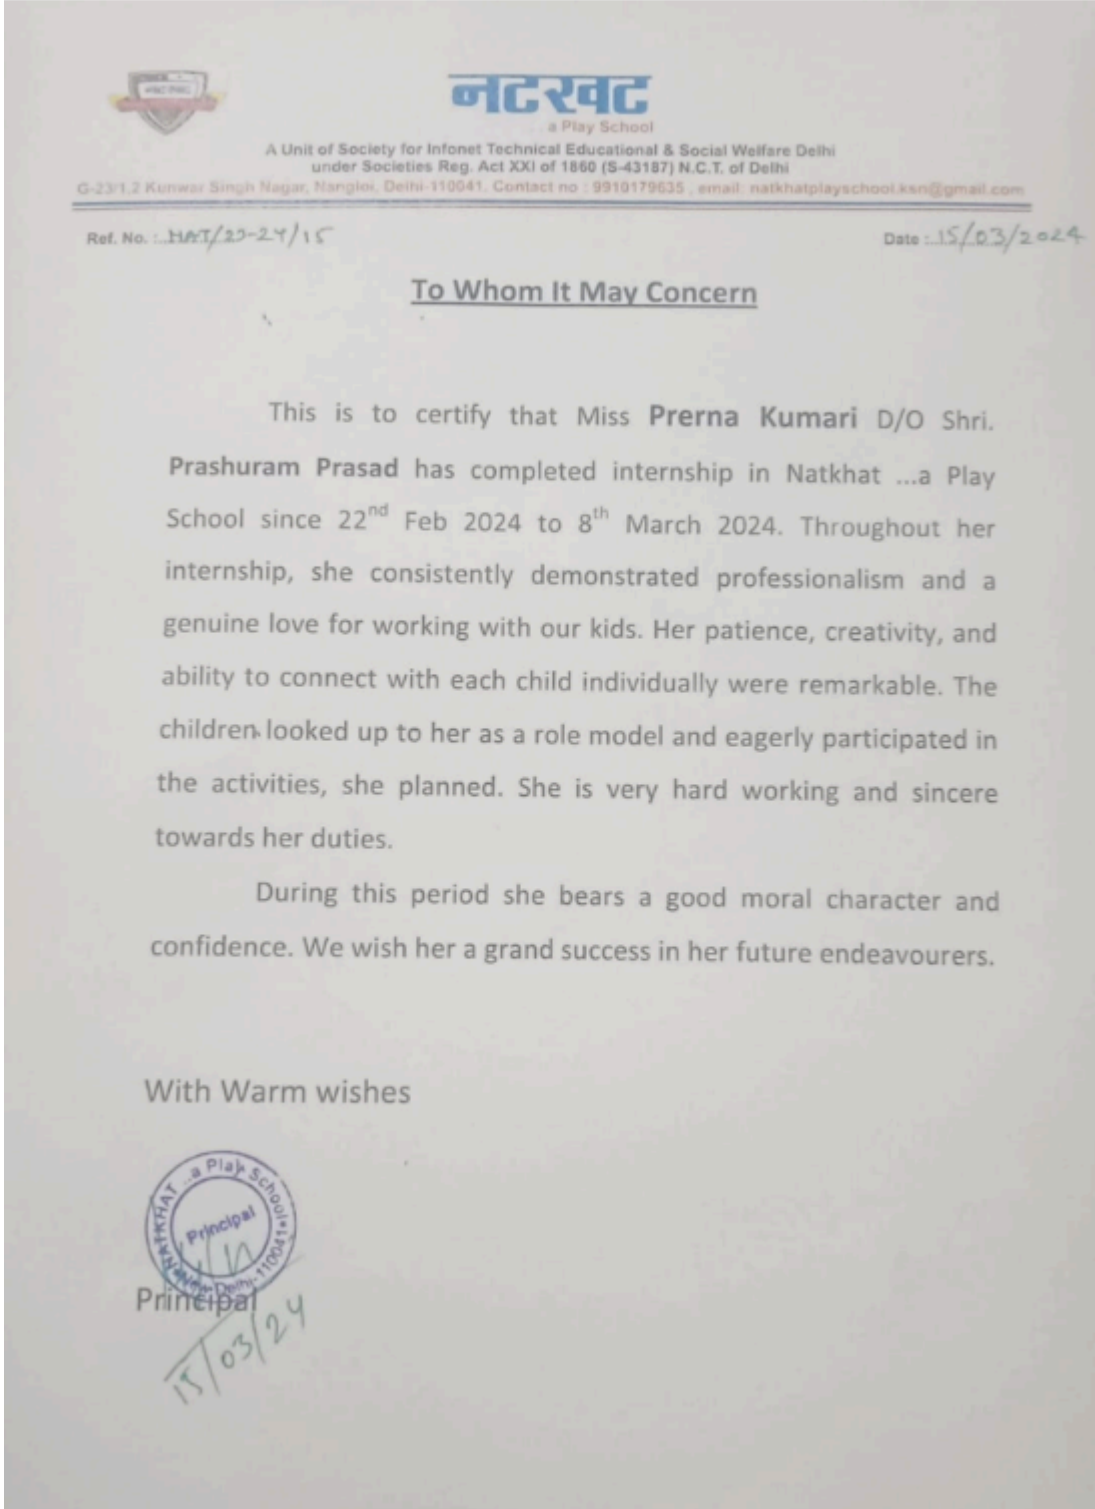 नटखट
a Play School
A Unit of Society for Infonet Technical Educational & Social Welfare Delhi
under Societies Reg. Act XXI of 1860 (S-43187) N.C.T. of Delhi
G-23/1,2 Kunwar Singh Nagar, Nangloi, Delhi-110041. Contact no : 9910179635 , email: natkhatplayschool.ksn@gmail.com
Ref. No. : NAT/23-24/15
Date : 15/03/2024
To Whom It May Concern
This is to certify that Miss Prerna Kumari D/O Shri.
Prashuram Prasad has completed internship in Natkhat ...a Play
School since 22nd Feb 2024 to 8th March 2024. Throughout her
internship, she consistently demonstrated professionalism and a
genuine love for working with our kids. Her patience, creativity, and
ability to connect with each child individually were remarkable. The
children looked up to her as a role model and eagerly participated in
the activities, she planned. She is very hard working and sincere
towards her duties.
During this period she bears a good moral character and
confidence. We wish her a grand success in her future endeavourers.
With Warm wishes
NATKHAT ...a Play School
New Delhi-110041
Principal
Principal
15/03/24